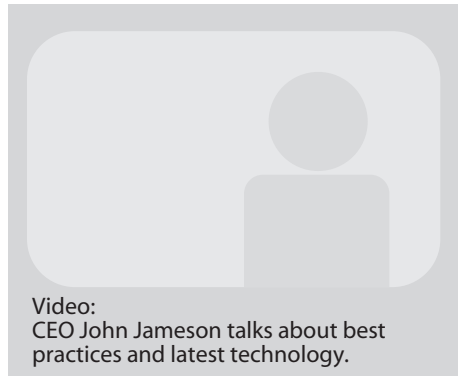 Video:
CEO John Jameson talks about best
practices and latest technology.